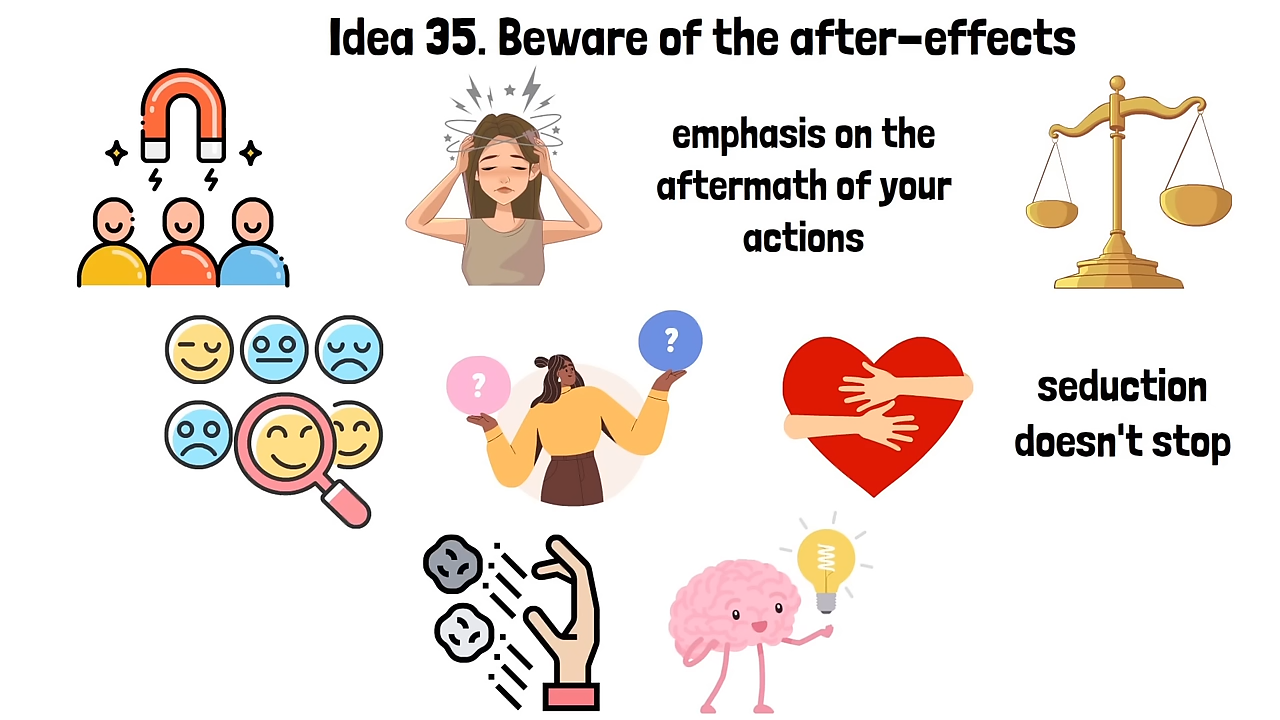 Idea 35. Beware of the after-effects
emphasis on the
aftermath of your
actions
?
?
seduction
doesn't stop